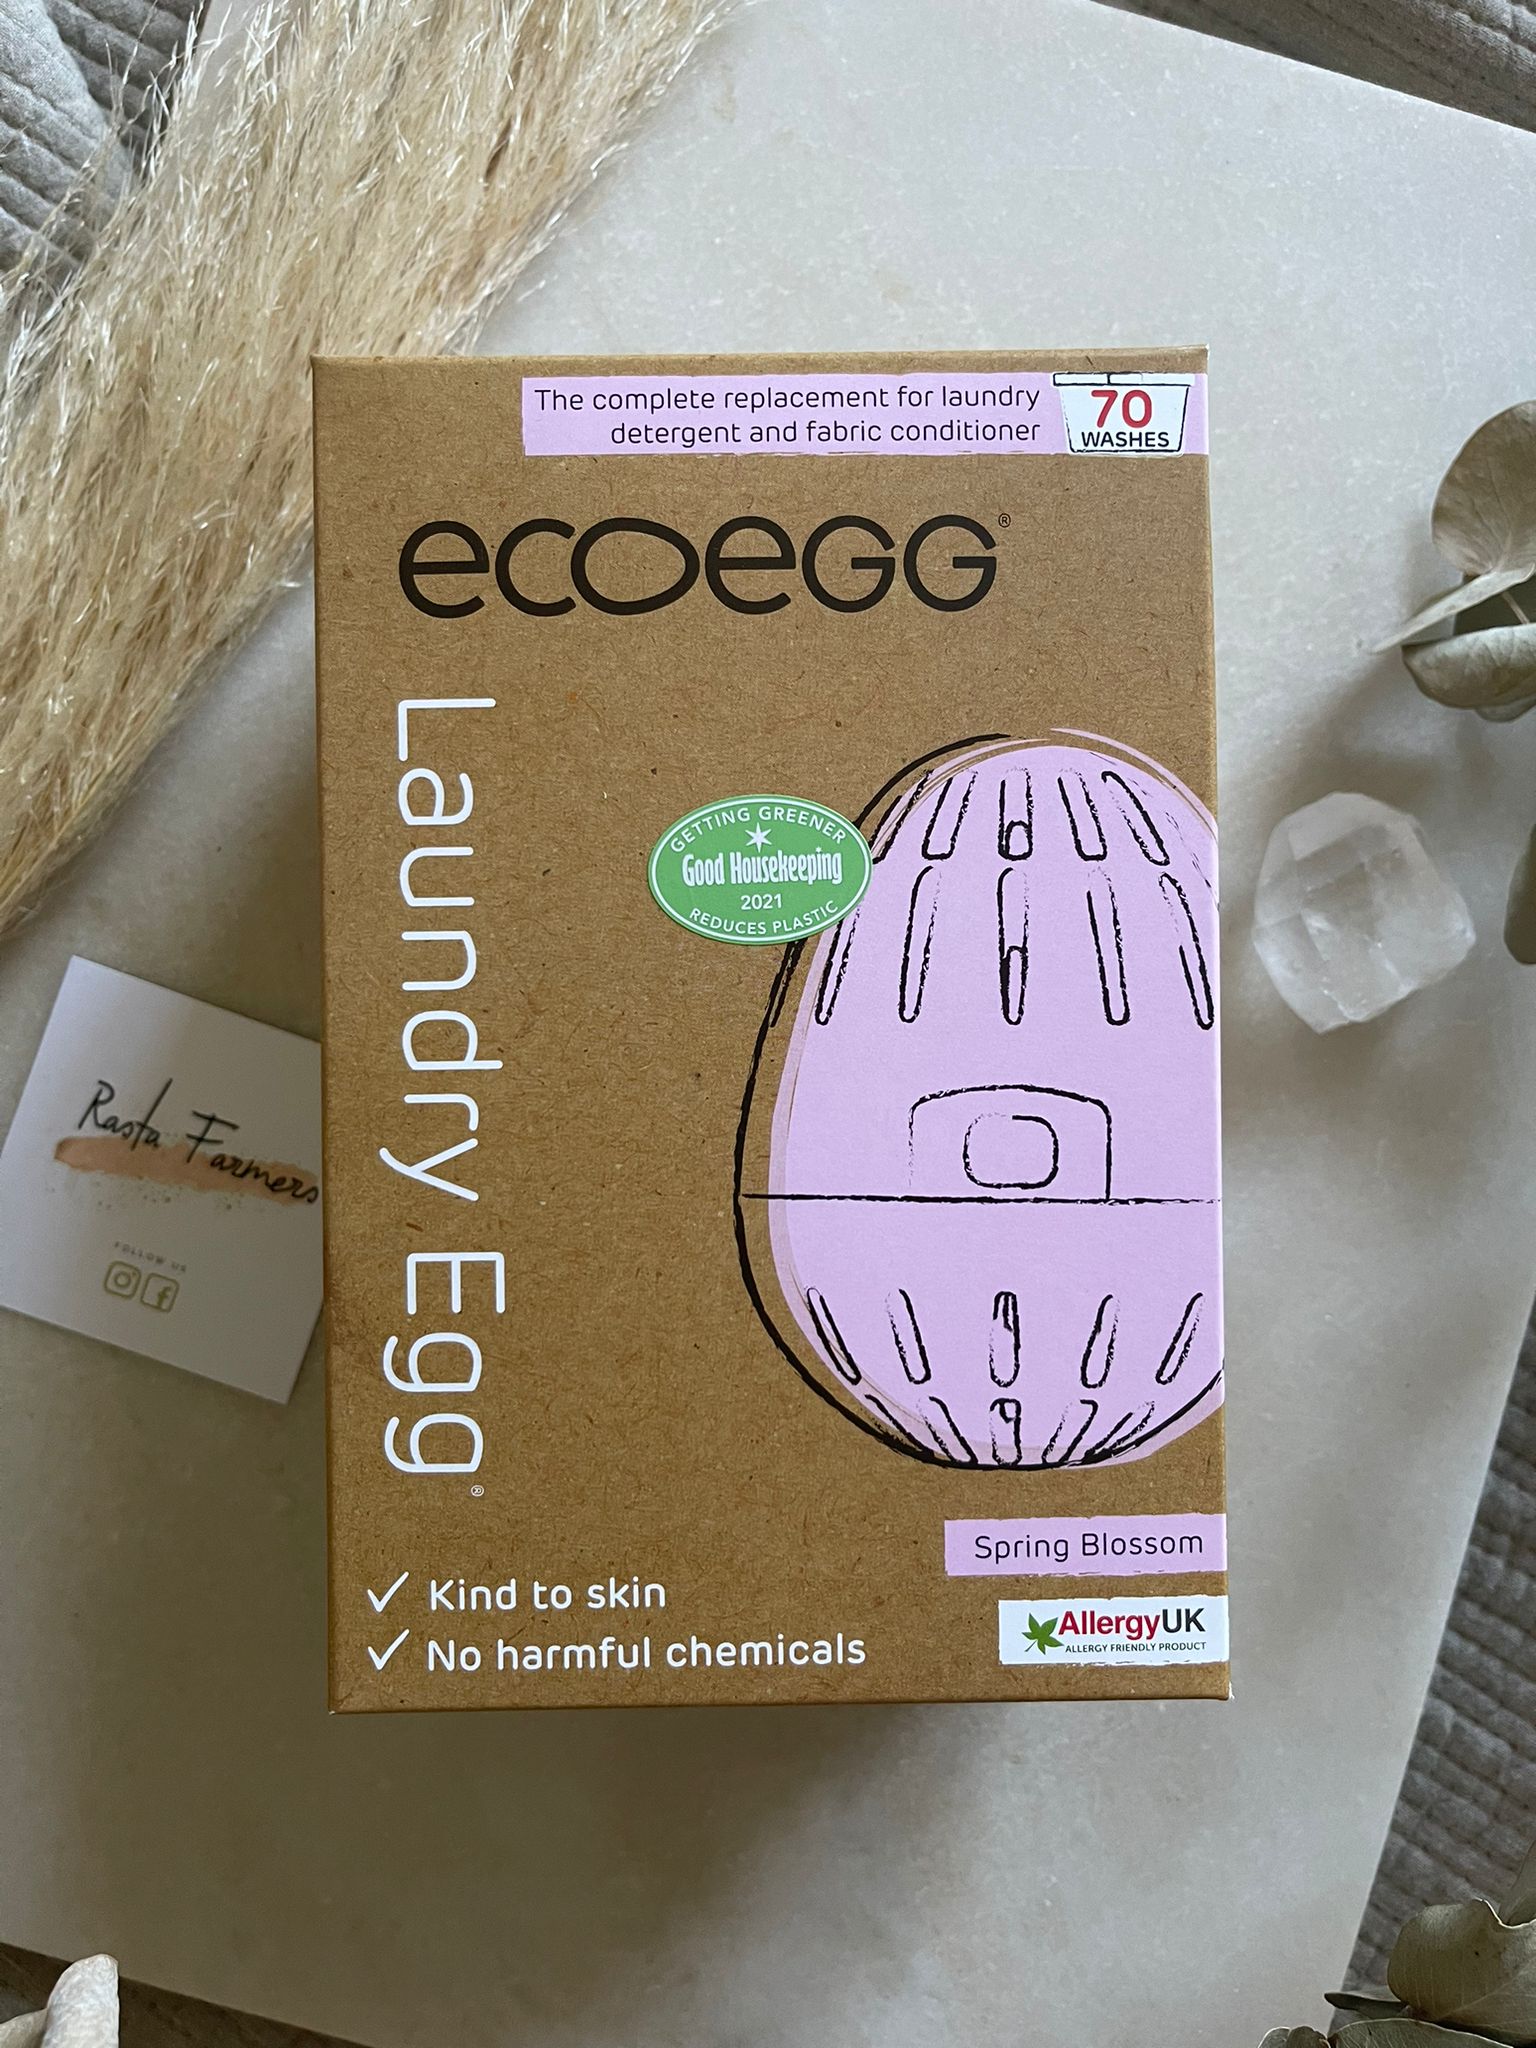 The complete replacement for laundry
detergent and fabric conditioner
70
WASHES
ecoegg®
Laundry Egg®
GETTING GREENER
Good Housekeeping
2021
REDUCES PLASTIC
Spring Blossom
✓ Kind to skin
✓ No harmful chemicals
AllergyUK
ALLERGY FRIENDLY PRODUCT
Rasta Farmers
FOLLOW US